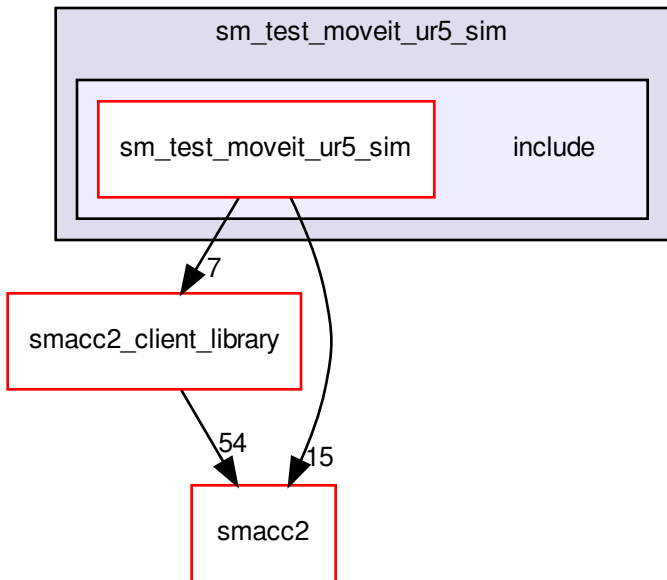 sm_test_moveit_ur5_sim
sm_test_moveit_ur5_sim
include
7
smacc2_client_library
54
15
smacc2